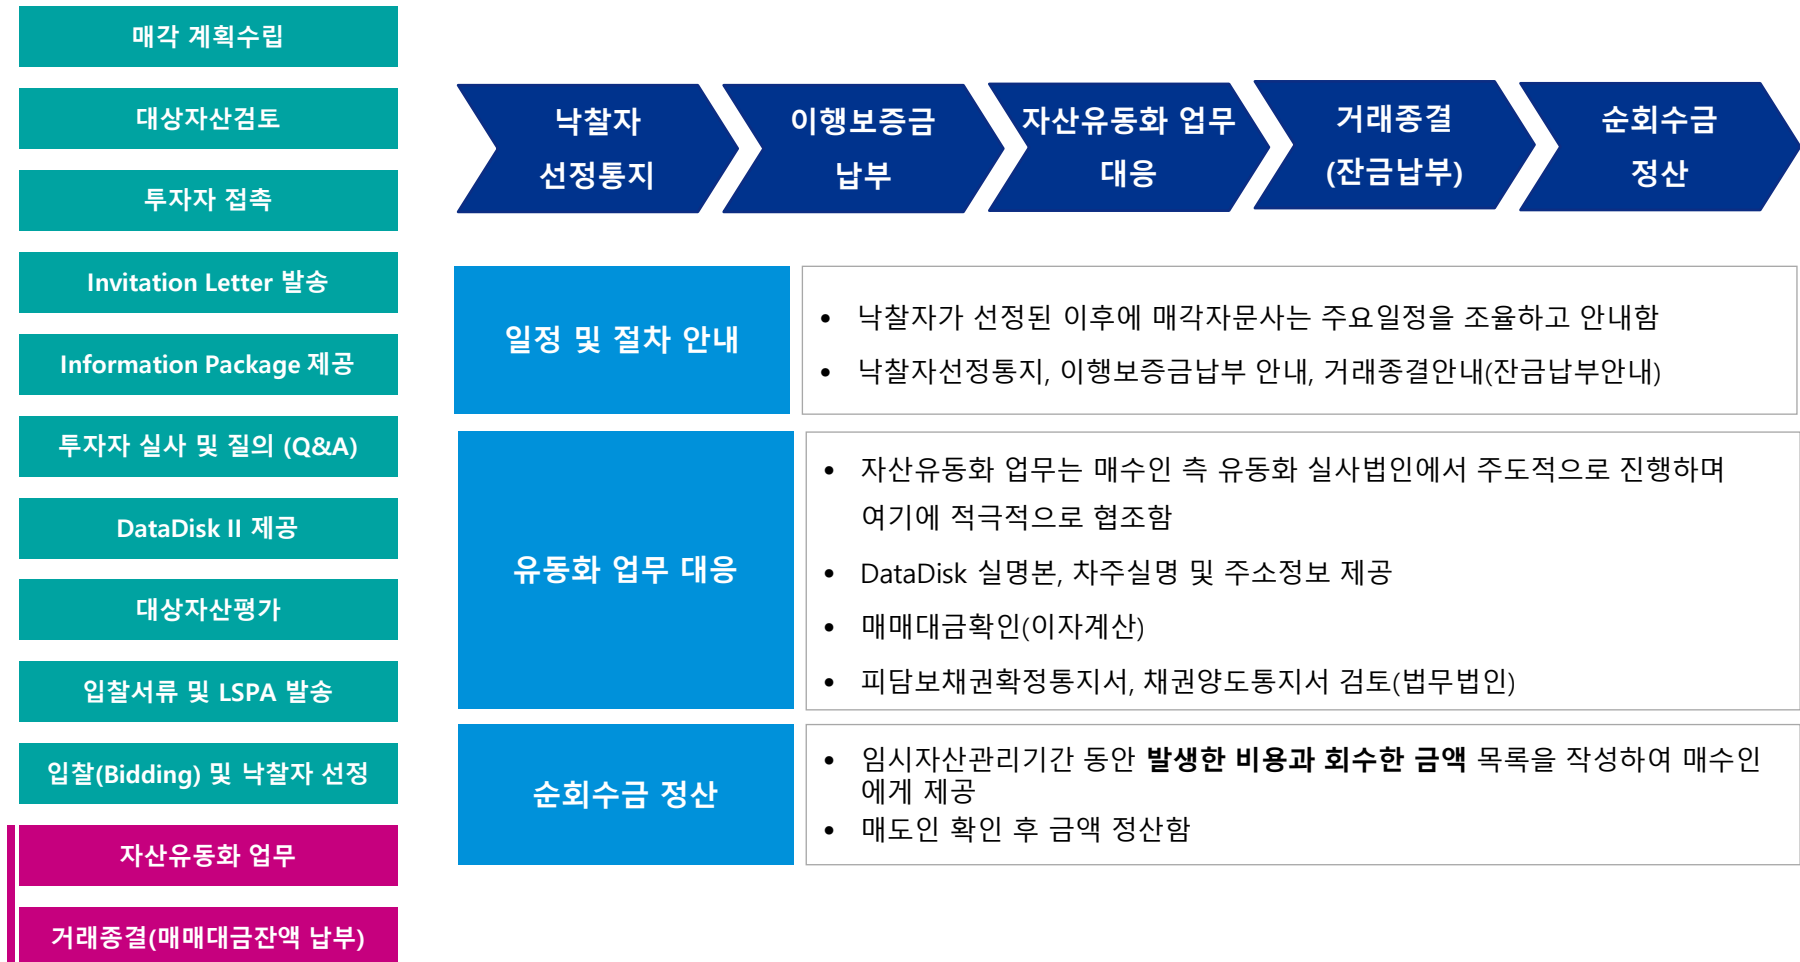 매각 계획수립
대상자산검토
투자자 접촉
Invitation Letter 발송
Information Package 제공
투자자 실사 및 질의 (Q&A)
DataDisk II 제공
대상자산평가
입찰서류 및 LSPA 발송
입찰(Bidding) 및 낙찰자 선정
자산유동화 업무
거래종결(매매대금잔액 납부)
낙찰자
선정통지
이행보증금
납부
자산유동화 업무
대응
거래종결
(잔금납부)
순회수금
정산
일정 및 절차 안내
• 낙찰자가 선정된 이후에 매각자문사는 주요일정을 조율하고 안내함
• 낙찰자선정통지, 이행보증금납부 안내, 거래종결안내(잔금납부안내)
유동화 업무 대응
• 자산유동화 업무는 매수인 측 유동화 실사법인에서 주도적으로 진행하며
여기에 적극적으로 협조함
• DataDisk 실명본, 차주실명 및 주소정보 제공
• 매매대금확인(이자계산)
• 피담보채권확정통지서, 채권양도통지서 검토(법무법인)
순회수금 정산
• 임시자산관리기간 동안 발생한 비용과 회수한 금액 목록을 작성하여 매수인
에게 제공
• 매도인 확인 후 금액 정산함